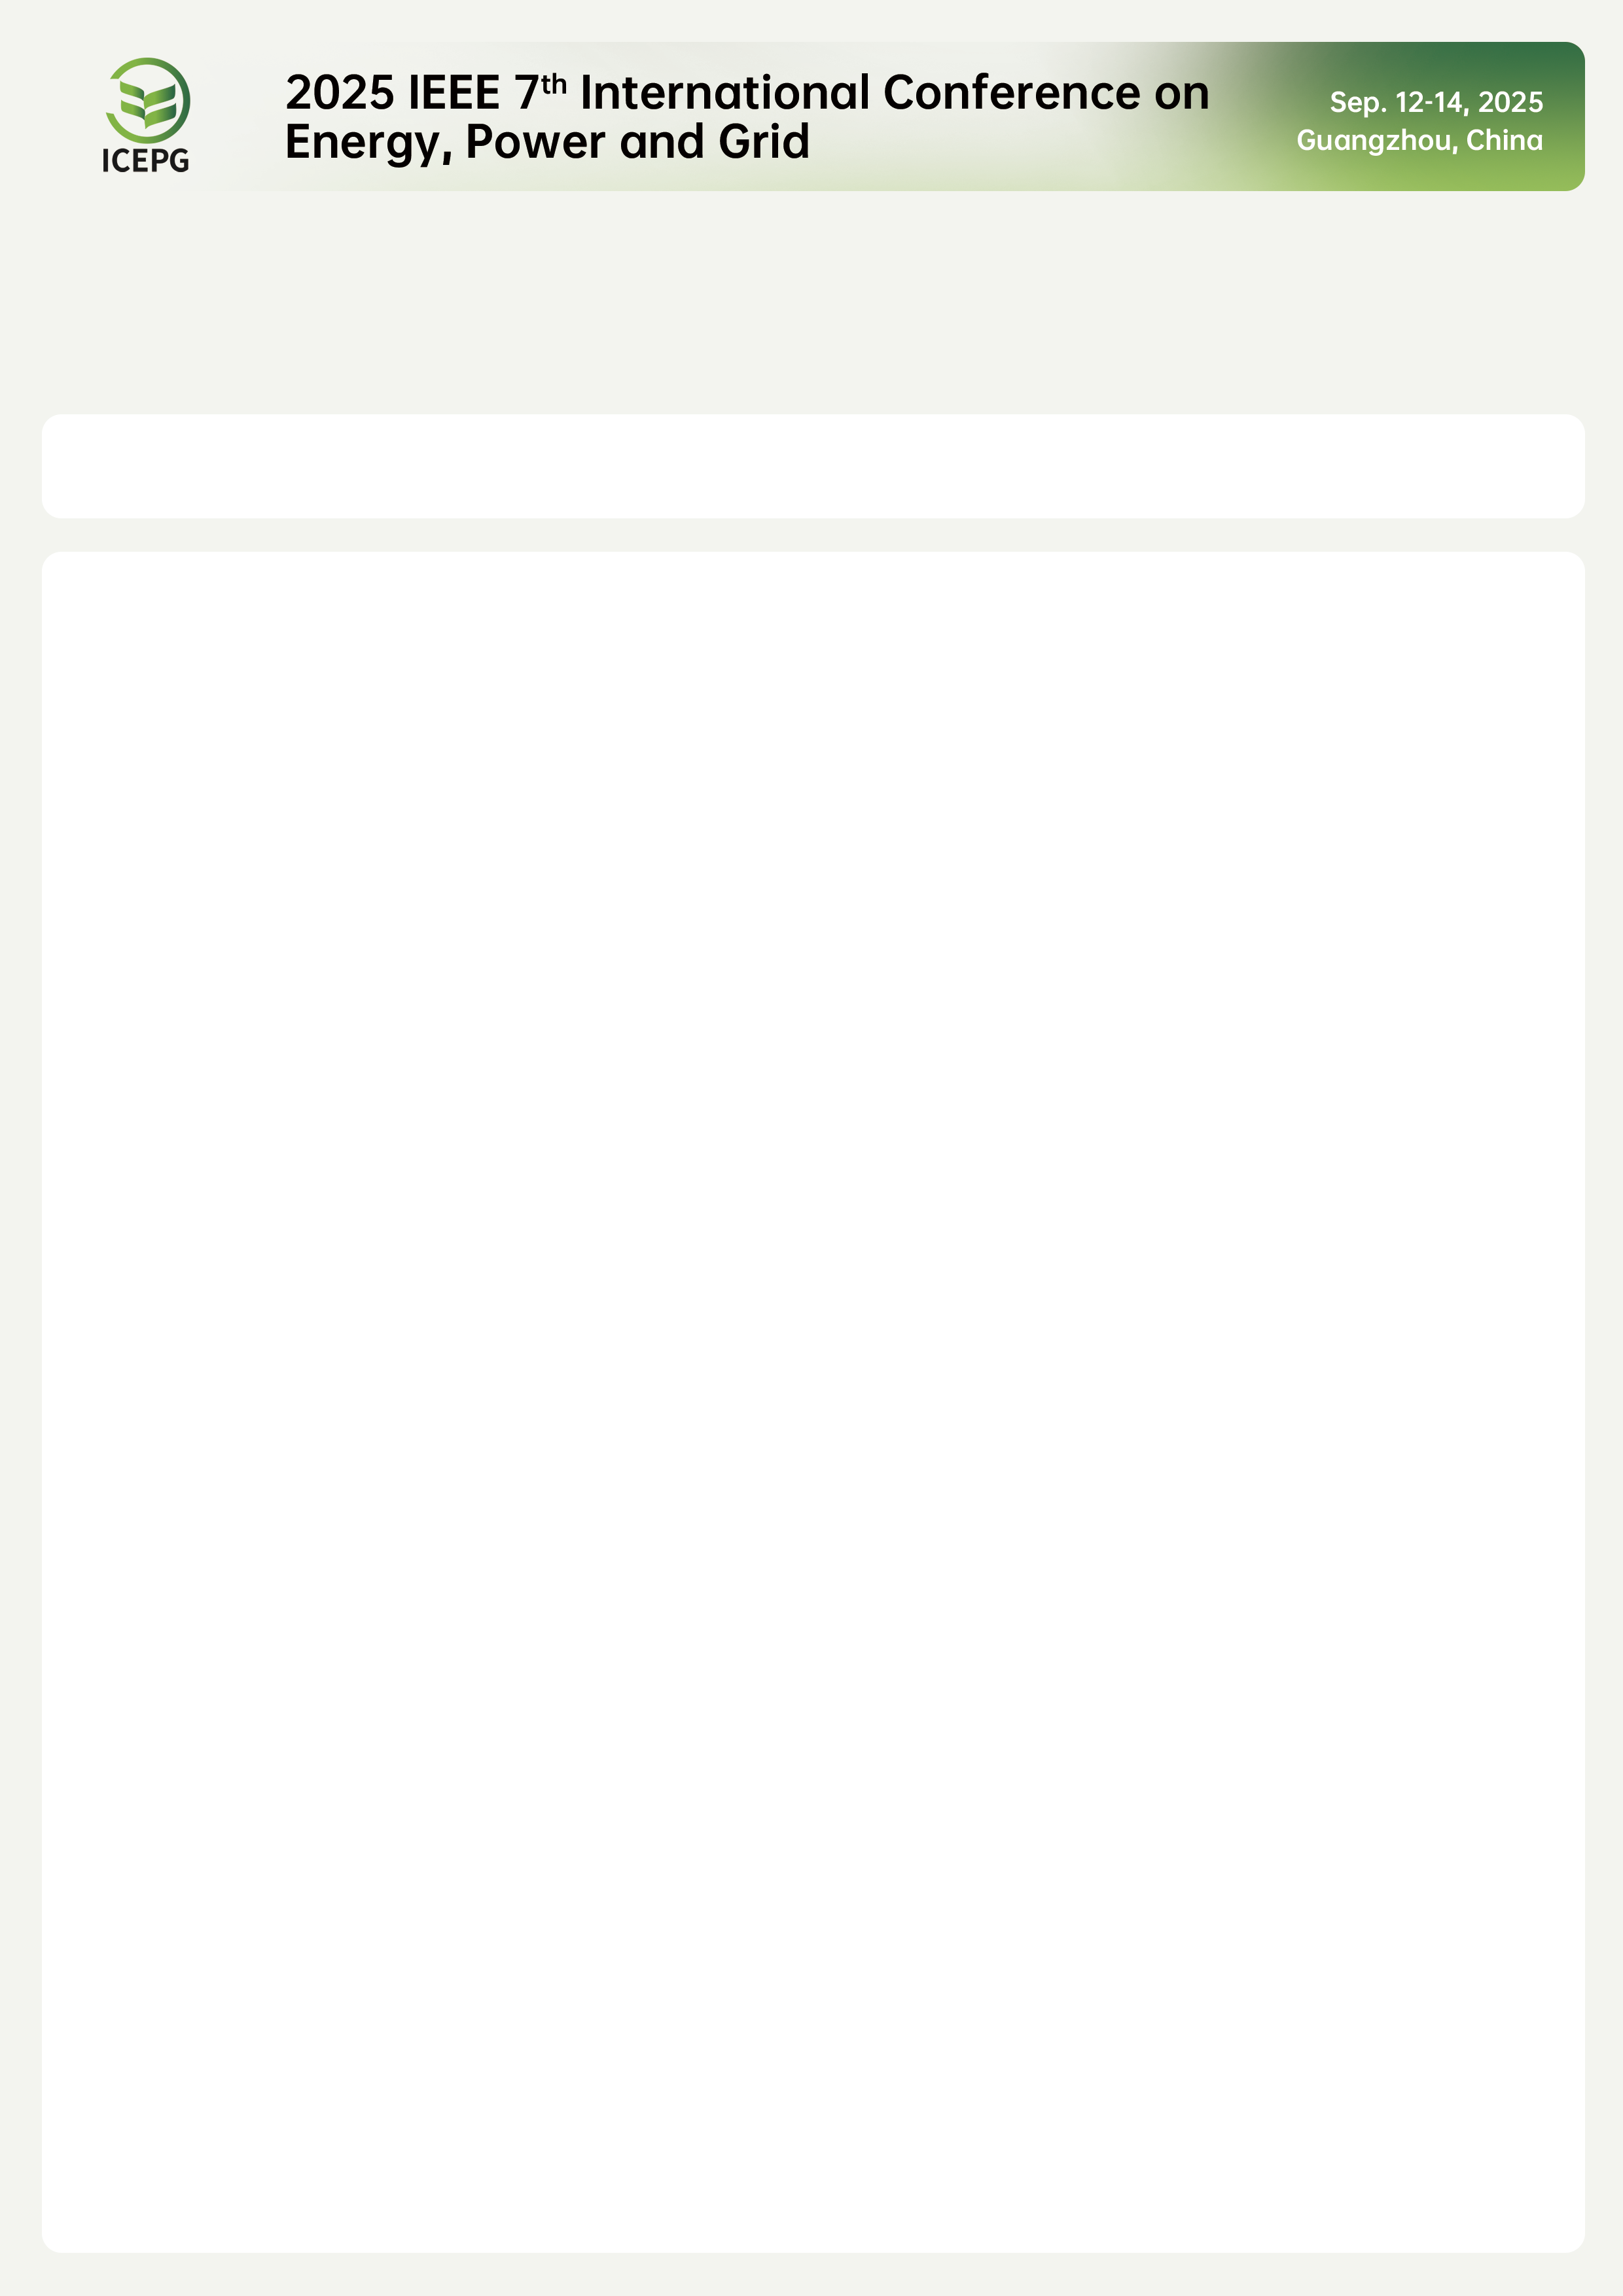 ICEPG
2025 IEEE 7th International Conference on
Energy, Power and Grid
Sep. 12-14, 2025
Guangzhou, China